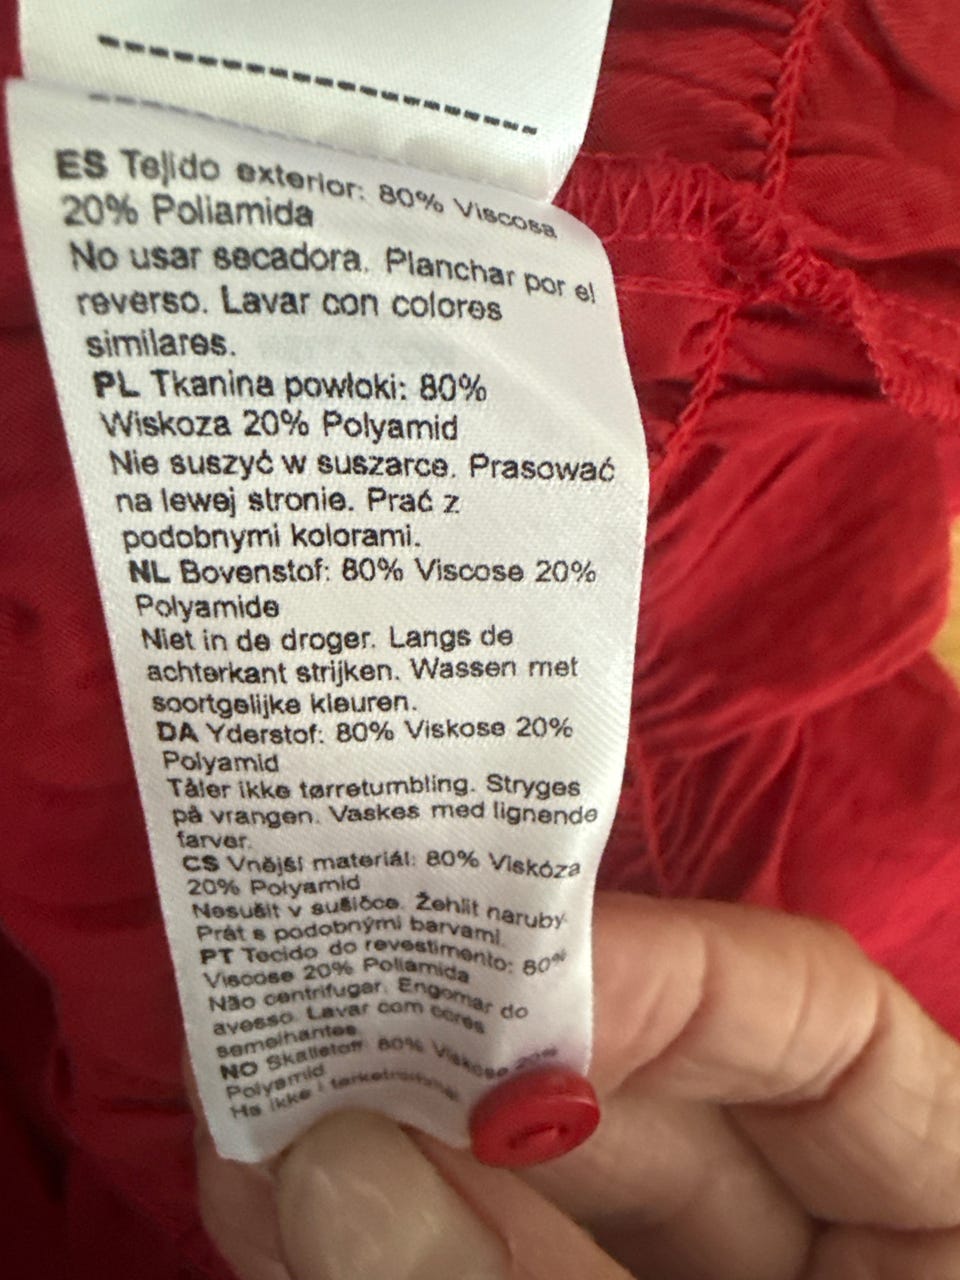 ES Tejido exterior: 80% Viscosa
20% Poliamida
No usar secadora. Planchar por el
reverso. Lavar con colores
similares.
PL Tkanina powłoki: 80%
Wiskoza 20% Polyamid
Nie suszyć w suszarce. Prasować
na lewej stronie. Prać z
podobnymi kolorami.
NL Bovenstof: 80% Viscose 20%
Polyamide
Niet in de droger. Langs de
achterkant strijken. Wassen met
soortgelijke kleuren.
DA Yderstof: 80% Viskose 20%
Polyamid
Tåler ikke tørretumbling. Stryges
på vrangen. Vaskes med lignende
farver.
CS Vnější materiál: 80% Viskóza
20% Polyamid
Nesušit v sušičce. Žehlit naruby.
Prát s podobnými barvami.
PT Tecido do revestimento: 80%
Viscose 20% Poliamida
Não centrifugar. Engomar do
avesso. Lavar com cores
semelhantes.
NO Skallstoff: 80% Viskose 20%
Polyamid
Ha ikke i